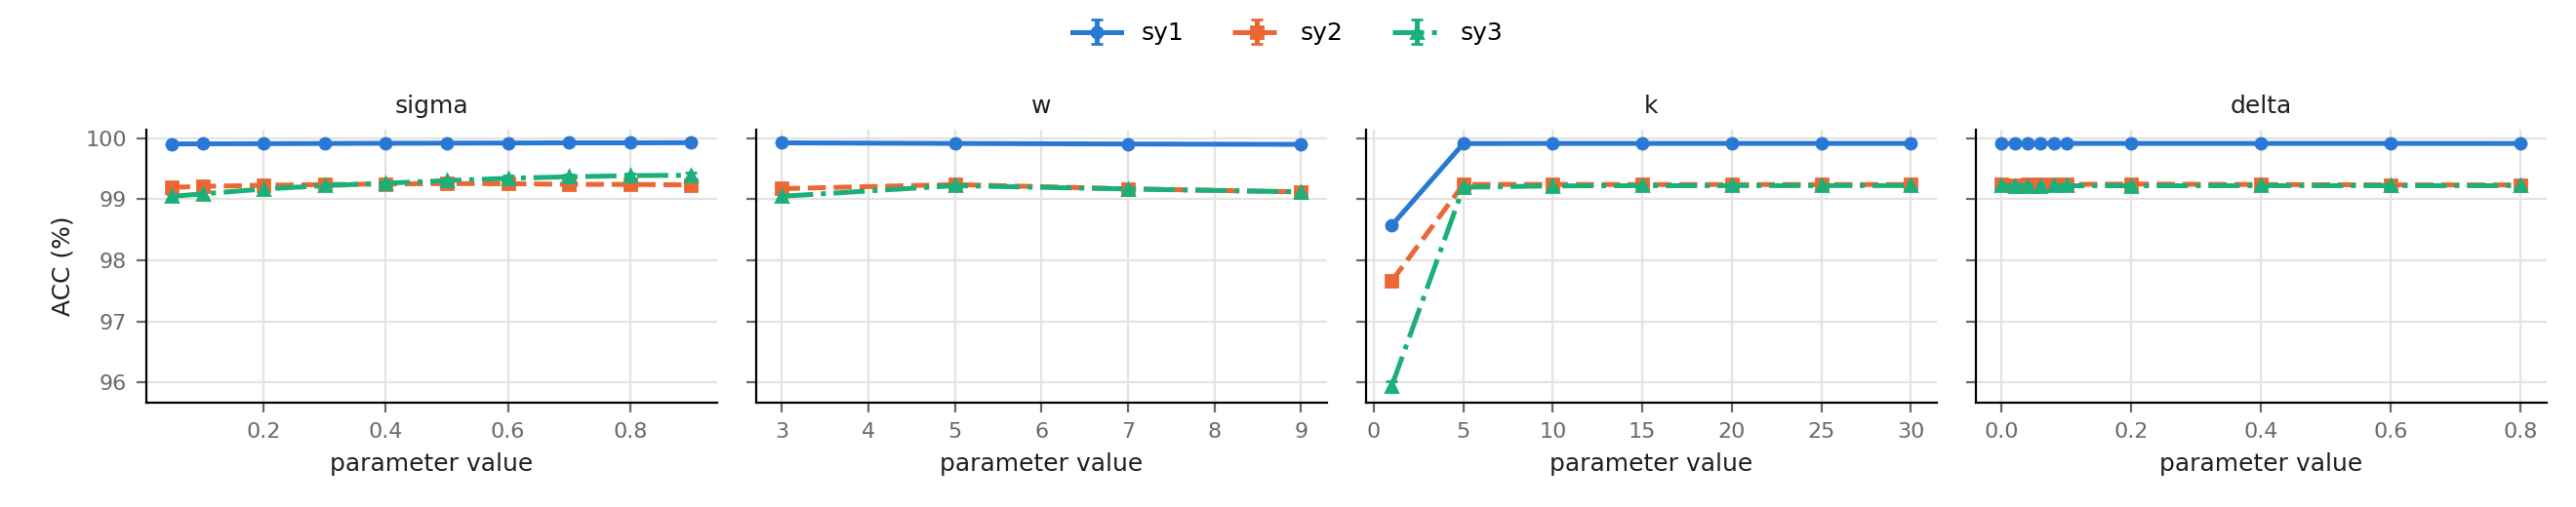 sy1 sy2 sy3
sigma w k delta
ACC (%)
100
99
98
97
96
0.2 0.4 0.6 0.8 3 4 5 6 7 8 9 0 5 10 15 20 25 30 0.0 0.2 0.4 0.6 0.8
parameter value parameter value parameter value parameter value